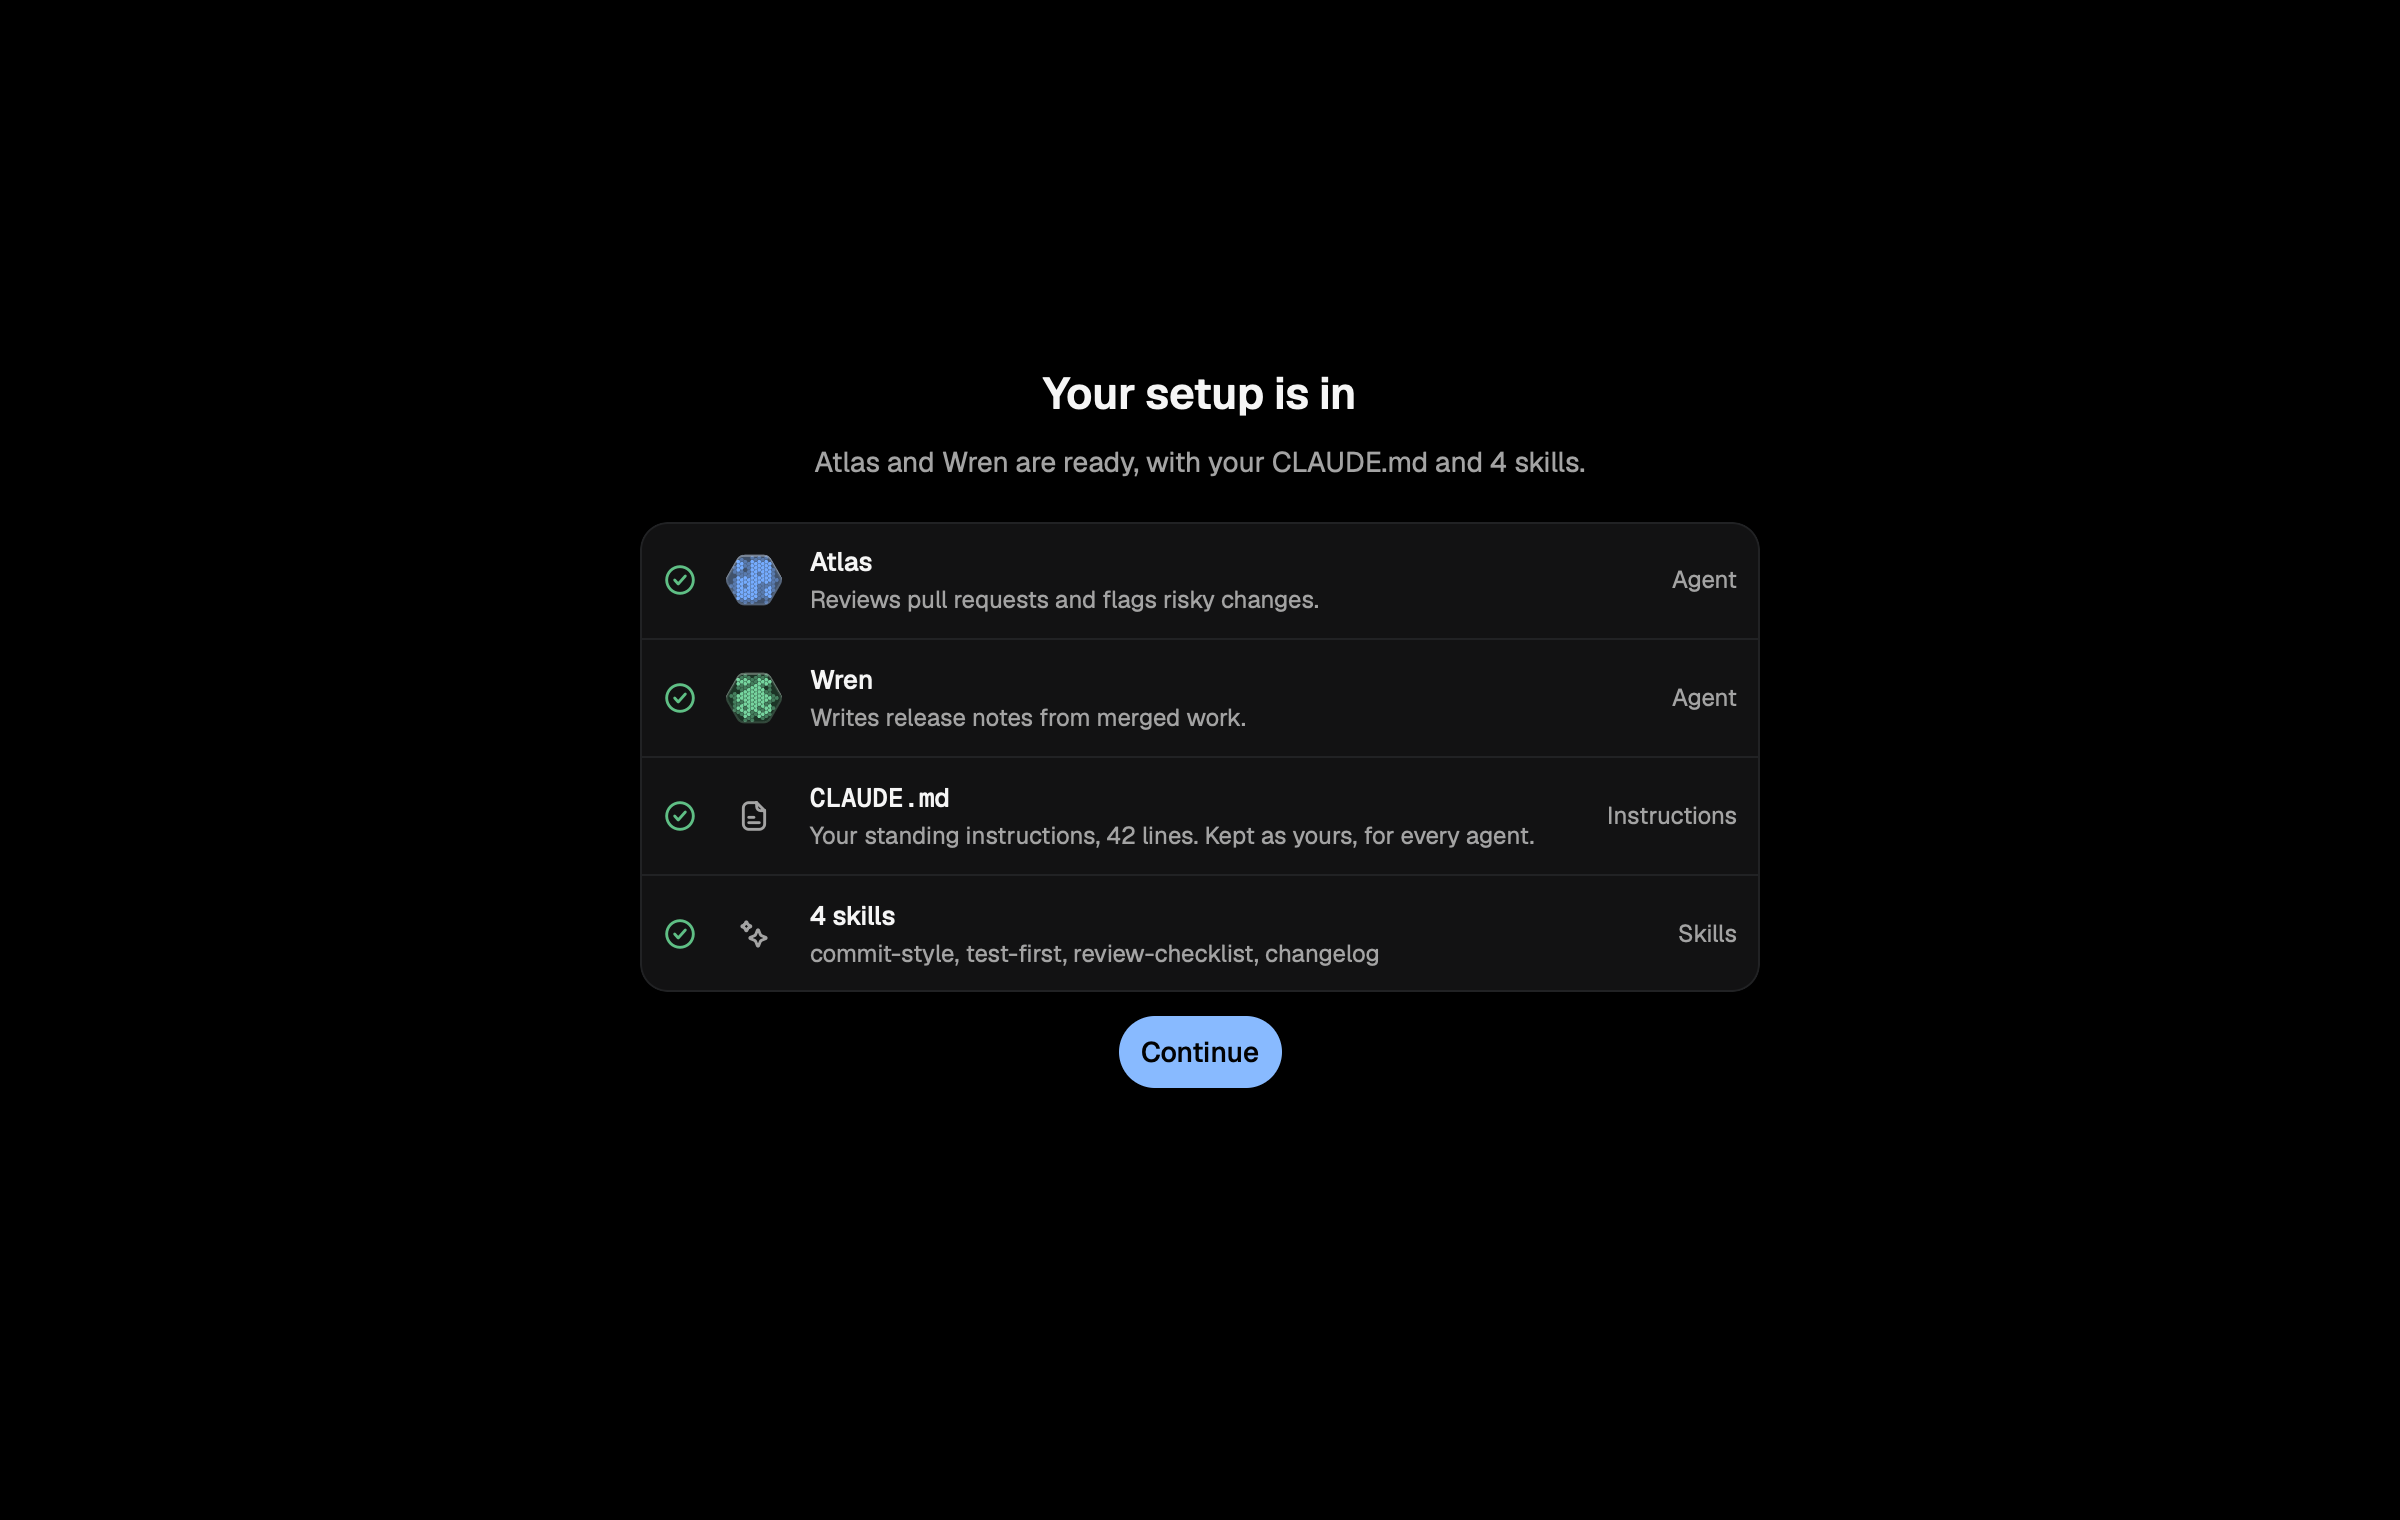 Your setup is in
Atlas and Wren are ready, with your CLAUDE.md and 4 skills.
Atlas
Reviews pull requests and flags risky changes.
Agent
Wren
Writes release notes from merged work.
Agent
CLAUDE.md
Your standing instructions, 42 lines. Kept as yours, for every agent.
Instructions
4 skills
commit-style, test-first, review-checklist, changelog
Skills
Continue